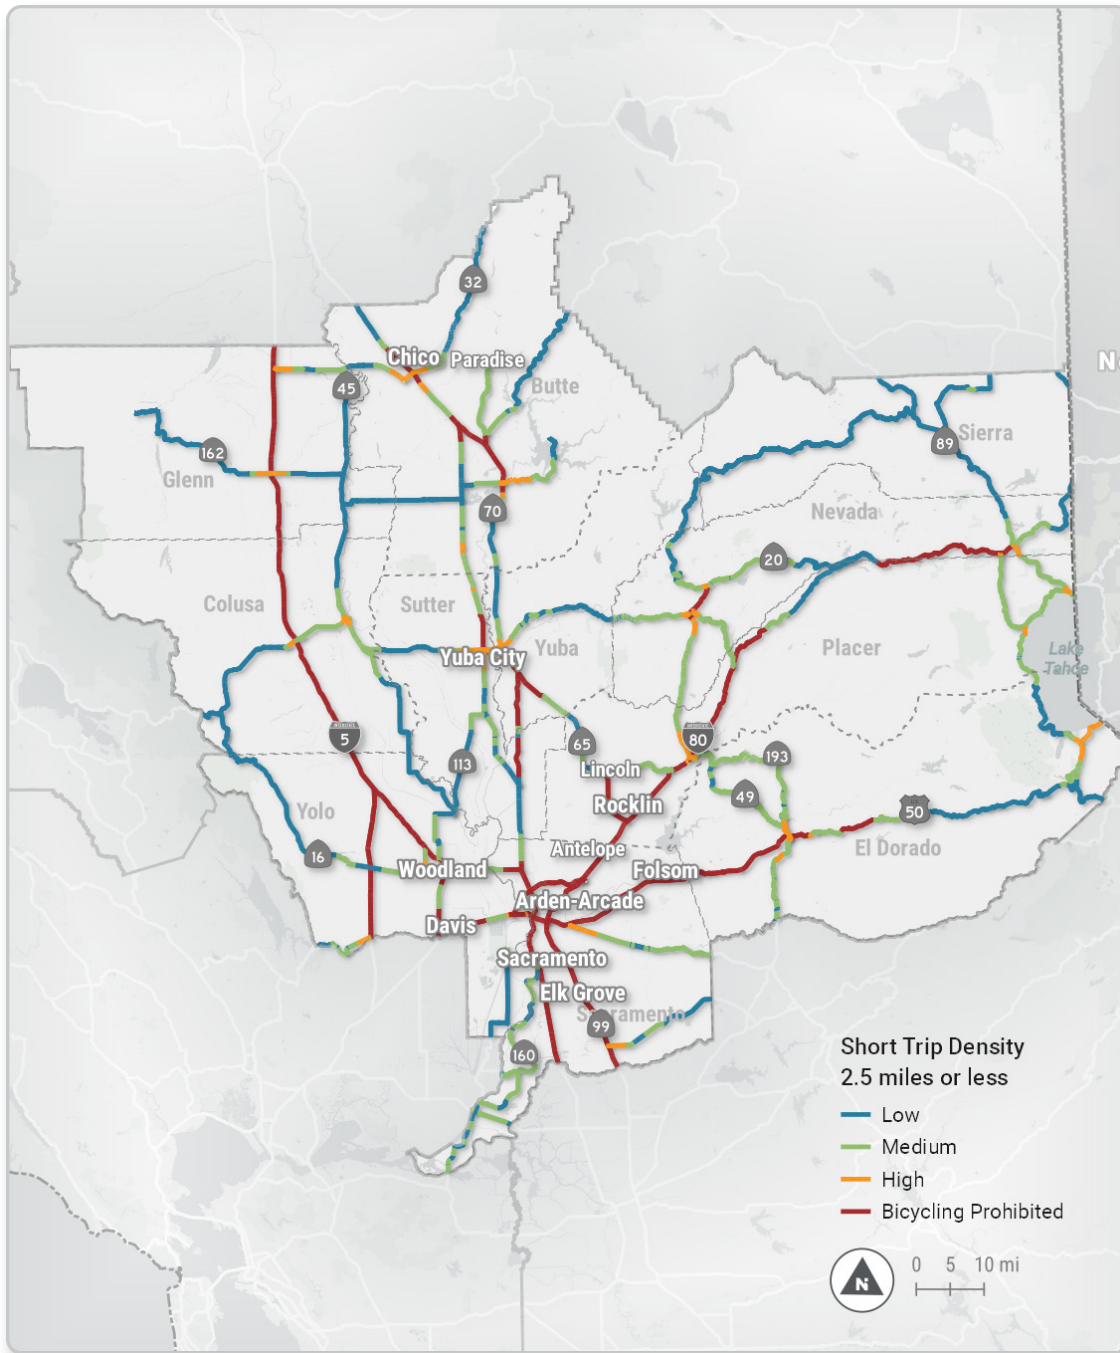 32
Chico
Paradise
Butte
45
N
162
Glenn
89
Sierra
70
Nevada
20
Colusa
Sutter
Yuba City
Yuba
Placer
Lake
Tahoe
5
65
80
113
Lincoln
193
Rocklin
49
50
Yolo
16
Antelope
El Dorado
Woodland
Folsom
Arden-Arcade
Davis
Sacramento
Elk Grove
Sacramento
99
160
Short Trip Density
2.5 miles or less
Low
Medium
High
Bicycling Prohibited
N
0 5 10 mi